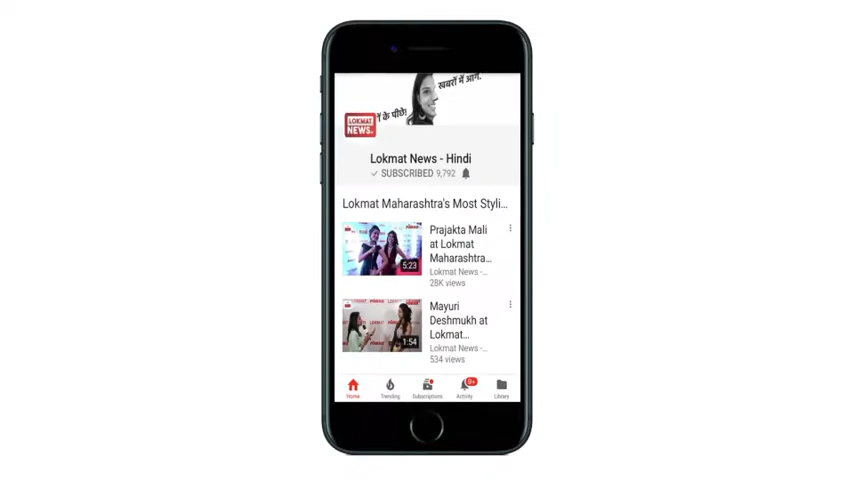 खबरों में आगे,
ों के पीछे!
LOKMAT
NEWS.
Lokmat News - Hindi
SUBSCRIBED 9,792
Lokmat Maharashtra's Most Styli...
Prajakta Mali
at Lokmat
Maharashtra...
Lokmat News -...
28K views
5:23
Mayuri
Deshmukh at
Lokmat...
Lokmat News -...
534 views
1:54
9+
Home Trending Subscriptions Activity Library